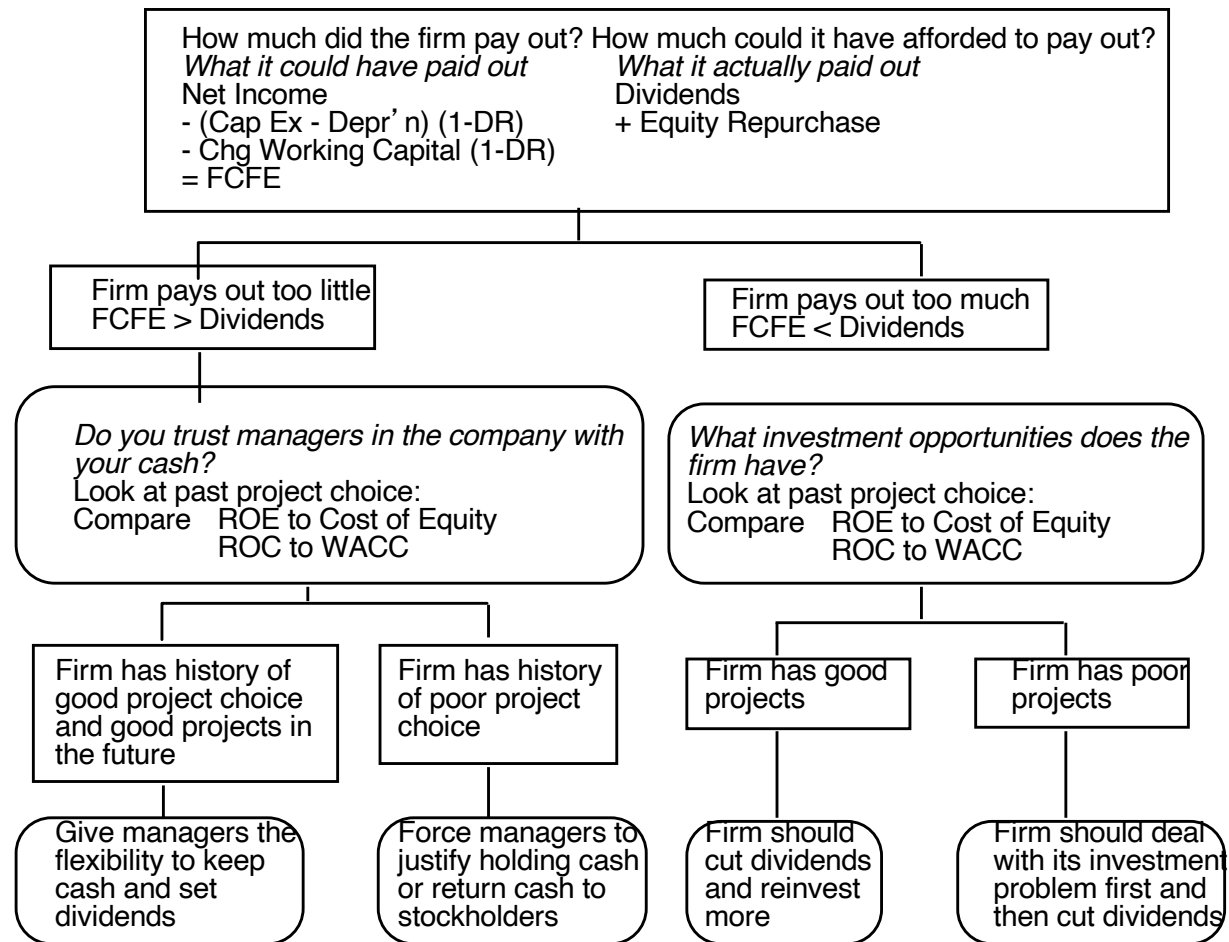 How much did the firm pay out? How much could it have afforded to pay out?
What it could have paid out
What it actually paid out
Net Income
Dividends
- (Cap Ex - Depr’n) (1-DR)
+ Equity Repurchase
- Chg Working Capital (1-DR)
= FCFE
Firm pays out too little
FCFE > Dividends
Firm pays out too much
FCFE < Dividends
Do you trust managers in the company with
your cash?
Look at past project choice:
Compare ROE to Cost of Equity
ROC to WACC
What investment opportunities does the
firm have?
Look at past project choice:
Compare ROE to Cost of Equity
ROC to WACC
Firm has history of
good project choice
and good projects in
the future
Firm has history
of poor project
choice
Firm has good
projects
Firm has poor
projects
Give managers the
flexibility to keep
cash and set
dividends
Force managers to
justify holding cash
or return cash to
stockholders
Firm should
cut dividends
and reinvest
more
Firm should deal
with its investment
problem first and
then cut dividends